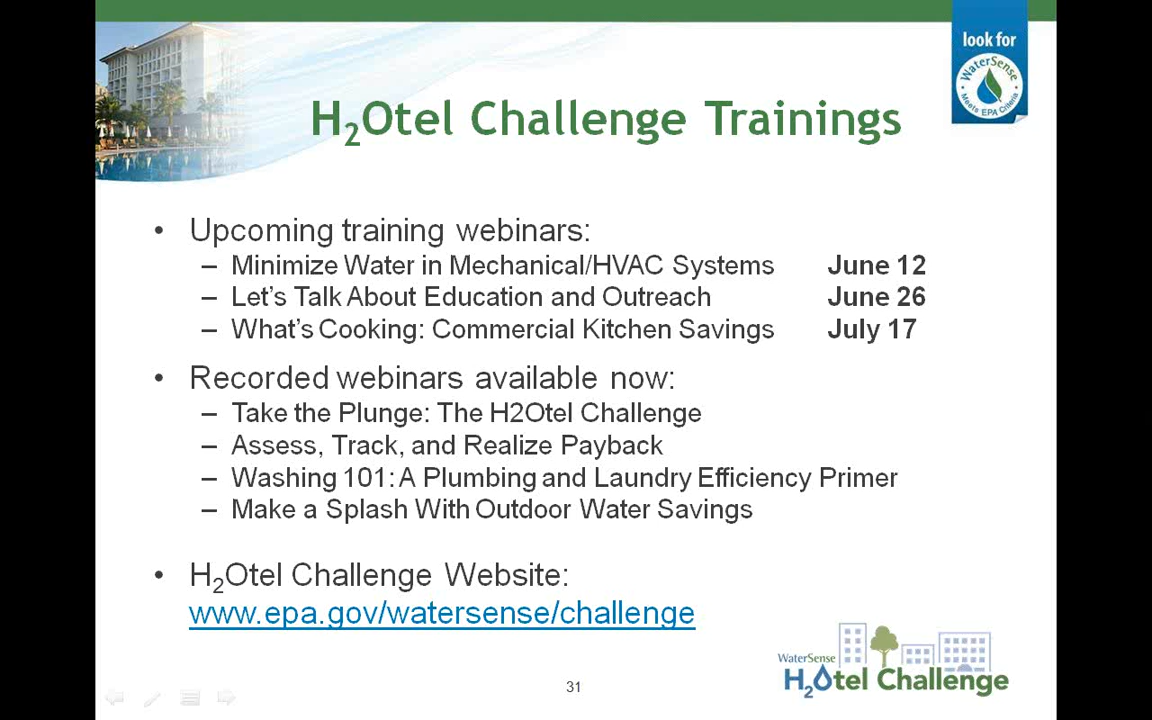 look for
WaterSense
Meets EPA Criteria
H₂Otel Challenge Trainings
• Upcoming training webinars:
– Minimize Water in Mechanical/HVAC Systems June 12
– Let's Talk About Education and Outreach June 26
– What's Cooking: Commercial Kitchen Savings July 17
• Recorded webinars available now:
– Take the Plunge: The H2Otel Challenge
– Assess, Track, and Realize Payback
– Washing 101: A Plumbing and Laundry Efficiency Primer
– Make a Splash With Outdoor Water Savings
• H₂Otel Challenge Website:
www.epa.gov/watersense/challenge
WaterSense
H₂Otel Challenge
31